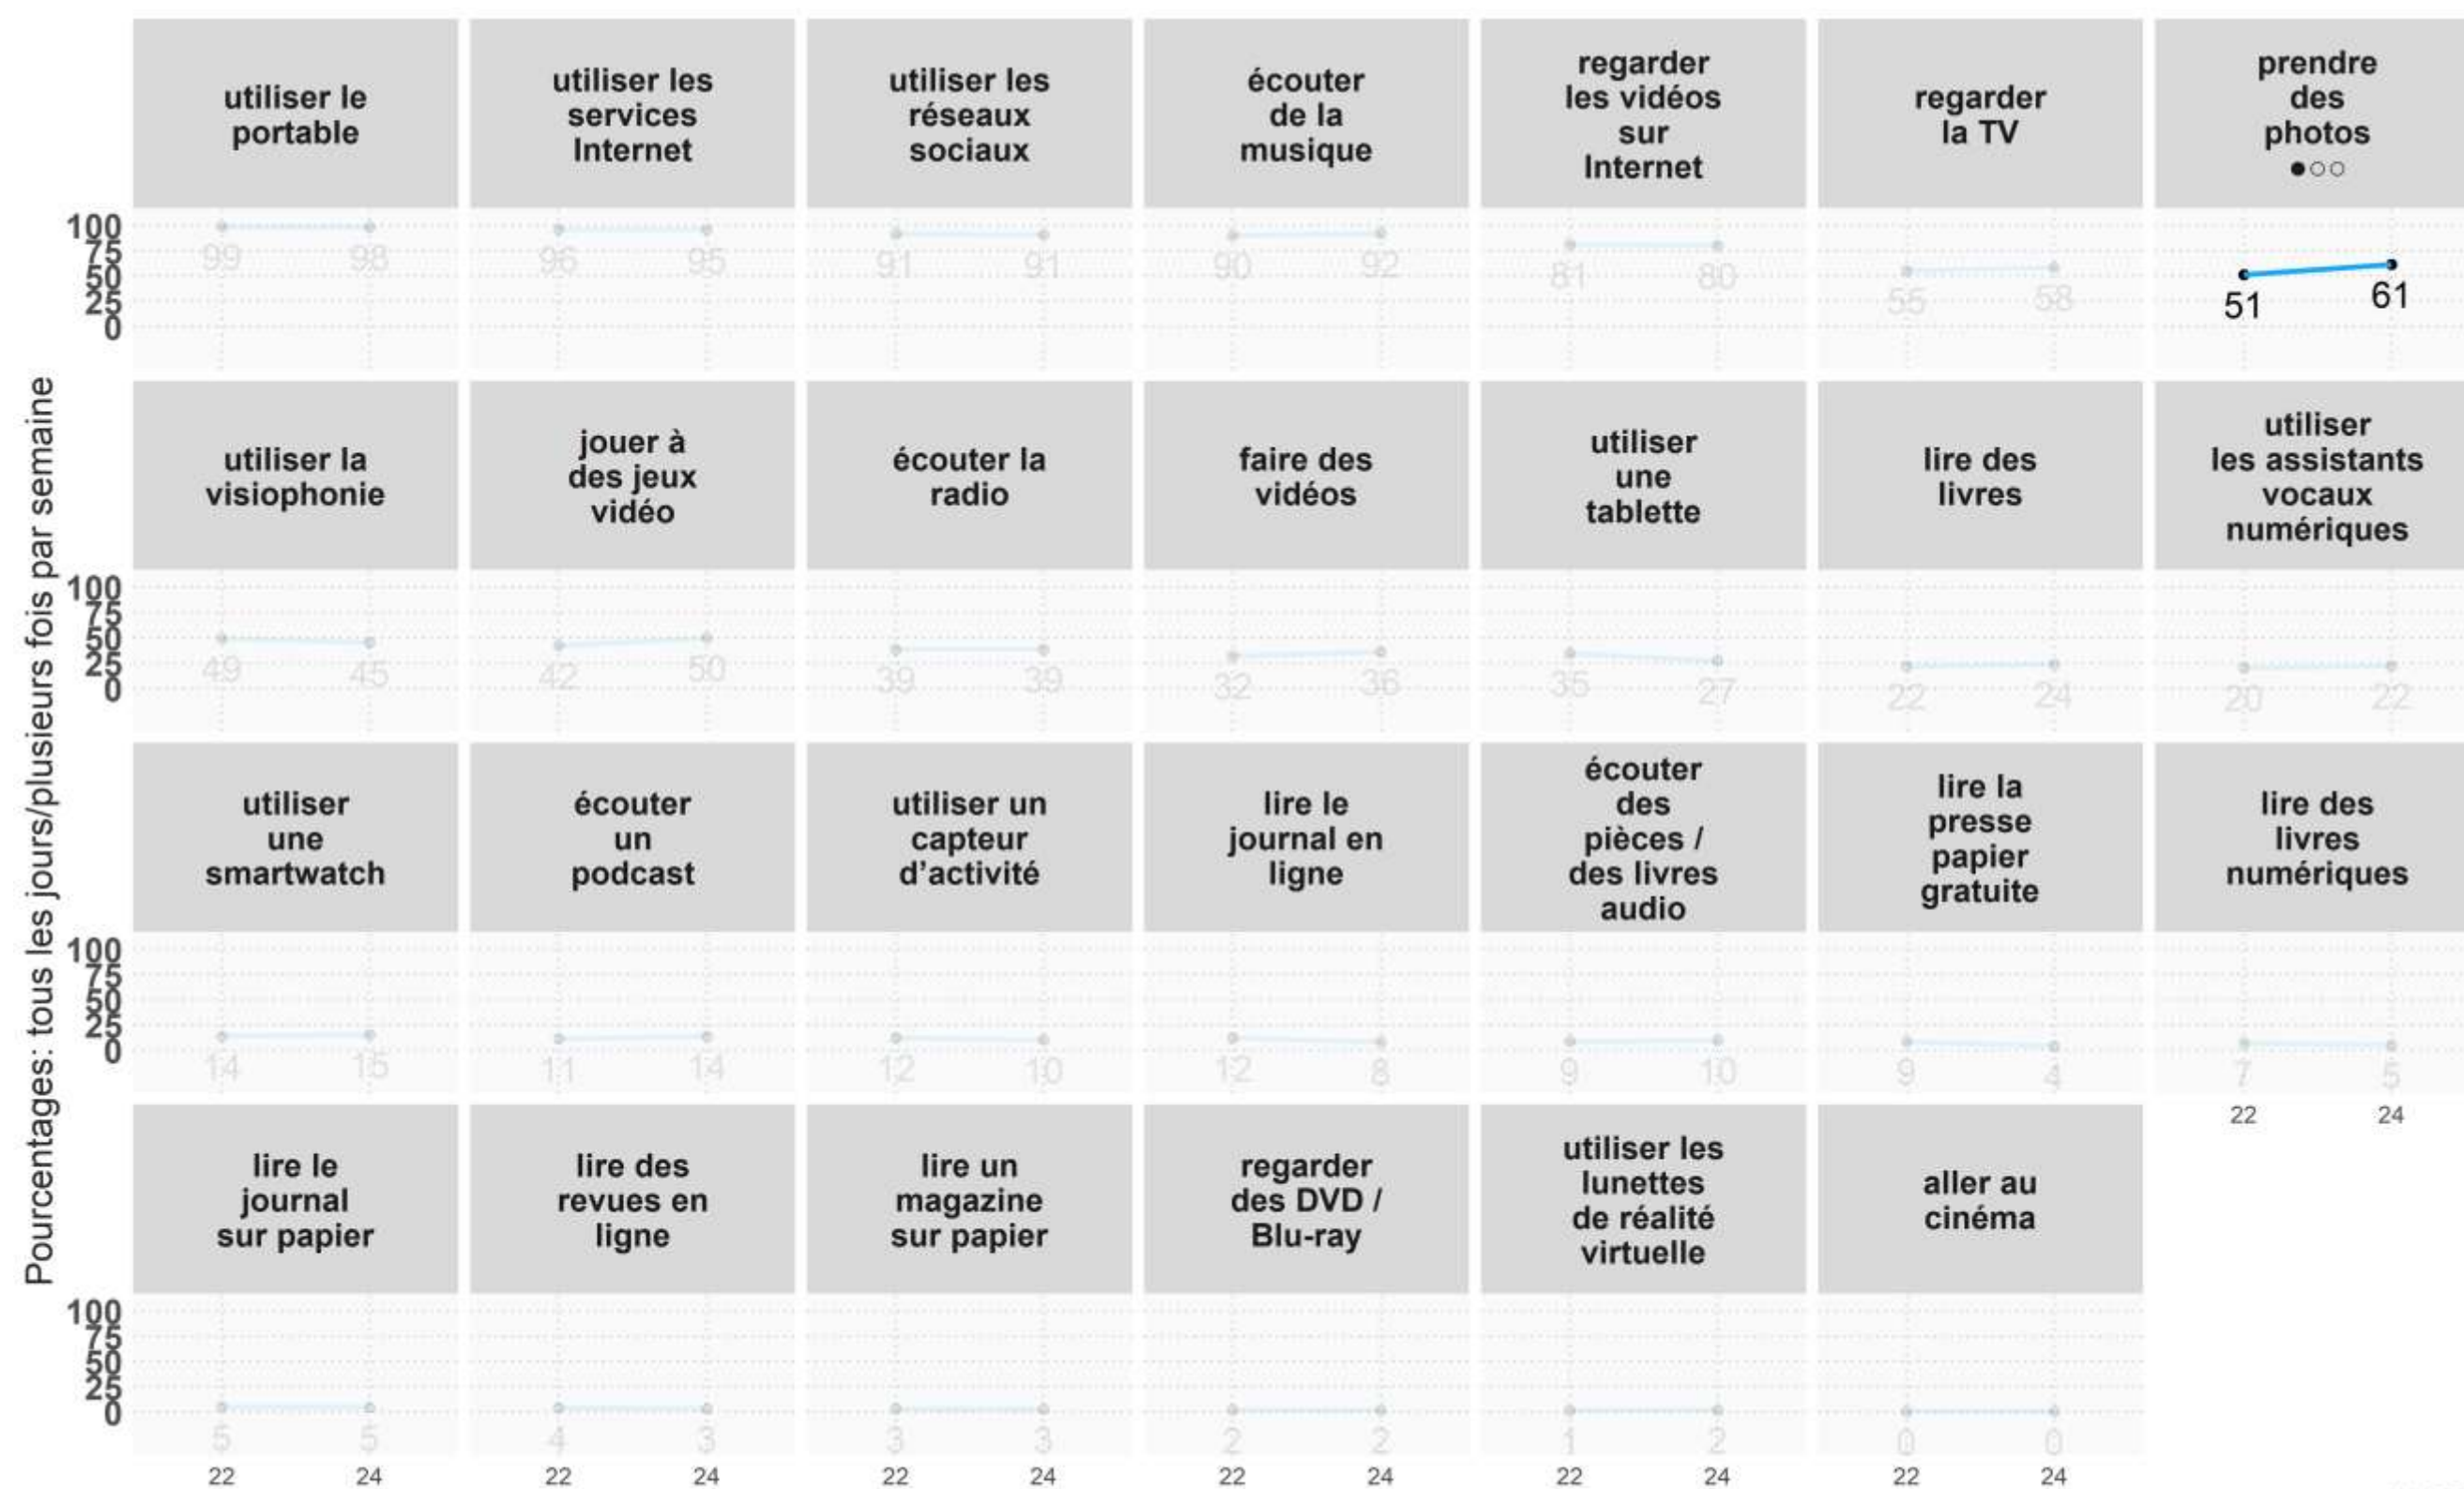 Pourcentages: tous les jours/plusieurs fois par semaine
utiliser le
portable
utiliser les
services
Internet
utiliser les
réseaux
sociaux
écouter
de la
musique
regarder
les vidéos
sur
Internet
regarder
la TV
prendre
des
photos
●○○
100
75
50
25
0
99 98
96 95
91 91
90 92
81 80
55 58
51 61
utiliser la
visiophonie
jouer à
des jeux
vidéo
écouter la
radio
faire des
vidéos
utiliser
une
tablette
lire des
livres
utiliser
les assistants
vocaux
numériques
100
75
50
25
0
49 45
42 50
39 39
32 36
35 27
22 24
20 22
utiliser
une
smartwatch
écouter
un
podcast
utiliser un
capteur
d’activité
lire le
journal en
ligne
écouter
des
pièces /
des livres
audio
lire la
presse
papier
gratuite
lire des
livres
numériques
100
75
50
25
0
14 15
11 14
12 10
12 8
9 10
9 4
7 5
22 24
lire le
journal
sur papier
lire des
revues en
ligne
lire un
magazine
sur papier
regarder
des DVD /
Blu-ray
utiliser les
lunettes
de réalité
virtuelle
aller au
cinéma
100
75
50
25
0
5 5
4 3
3 3
2 2
1 2
0 0
22 24
22 24
22 24
22 24
22 24
22 24